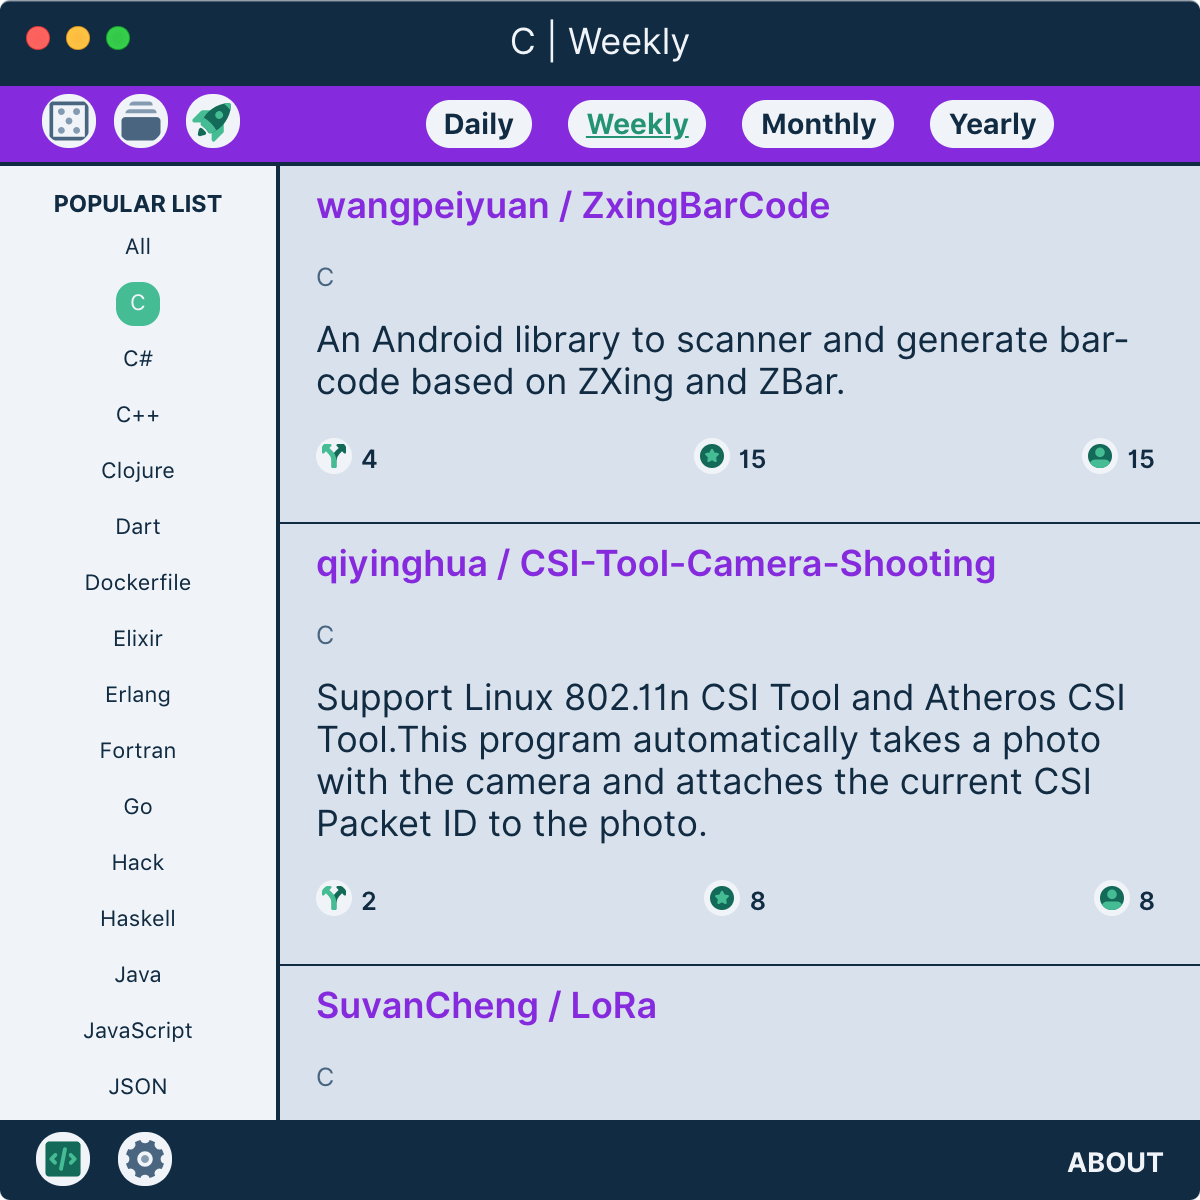 C | Weekly
Daily
Weekly
Monthly
Yearly
POPULAR LIST
All
C
C#
C++
Clojure
Dart
Dockerfile
Elixir
Erlang
Fortran
Go
Hack
Haskell
Java
JavaScript
JSON
wangpeiyuan / ZxingBarCode
C
An Android library to scanner and generate bar-
code based on ZXing and ZBar.
4
15
15
qiyinghua / CSI-Tool-Camera-Shooting
C
Support Linux 802.11n CSI Tool and Atheros CSI
Tool.This program automatically takes a photo
with the camera and attaches the current CSI
Packet ID to the photo.
2
8
8
SuvanCheng / LoRa
C
</>
ABOUT